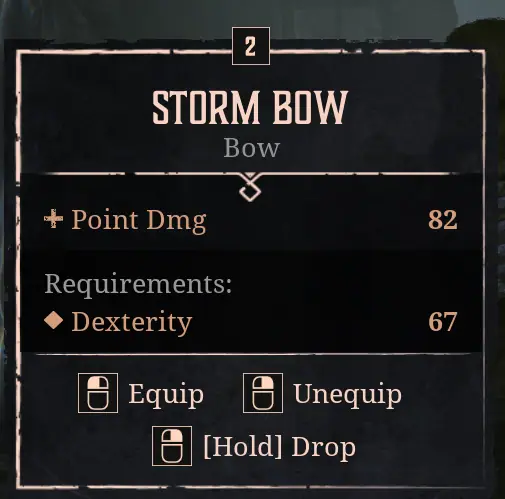 2
STORM BOW
Bow
Point Dmg 82
Requirements:
Dexterity 67
Equip Unequip
[Hold] Drop